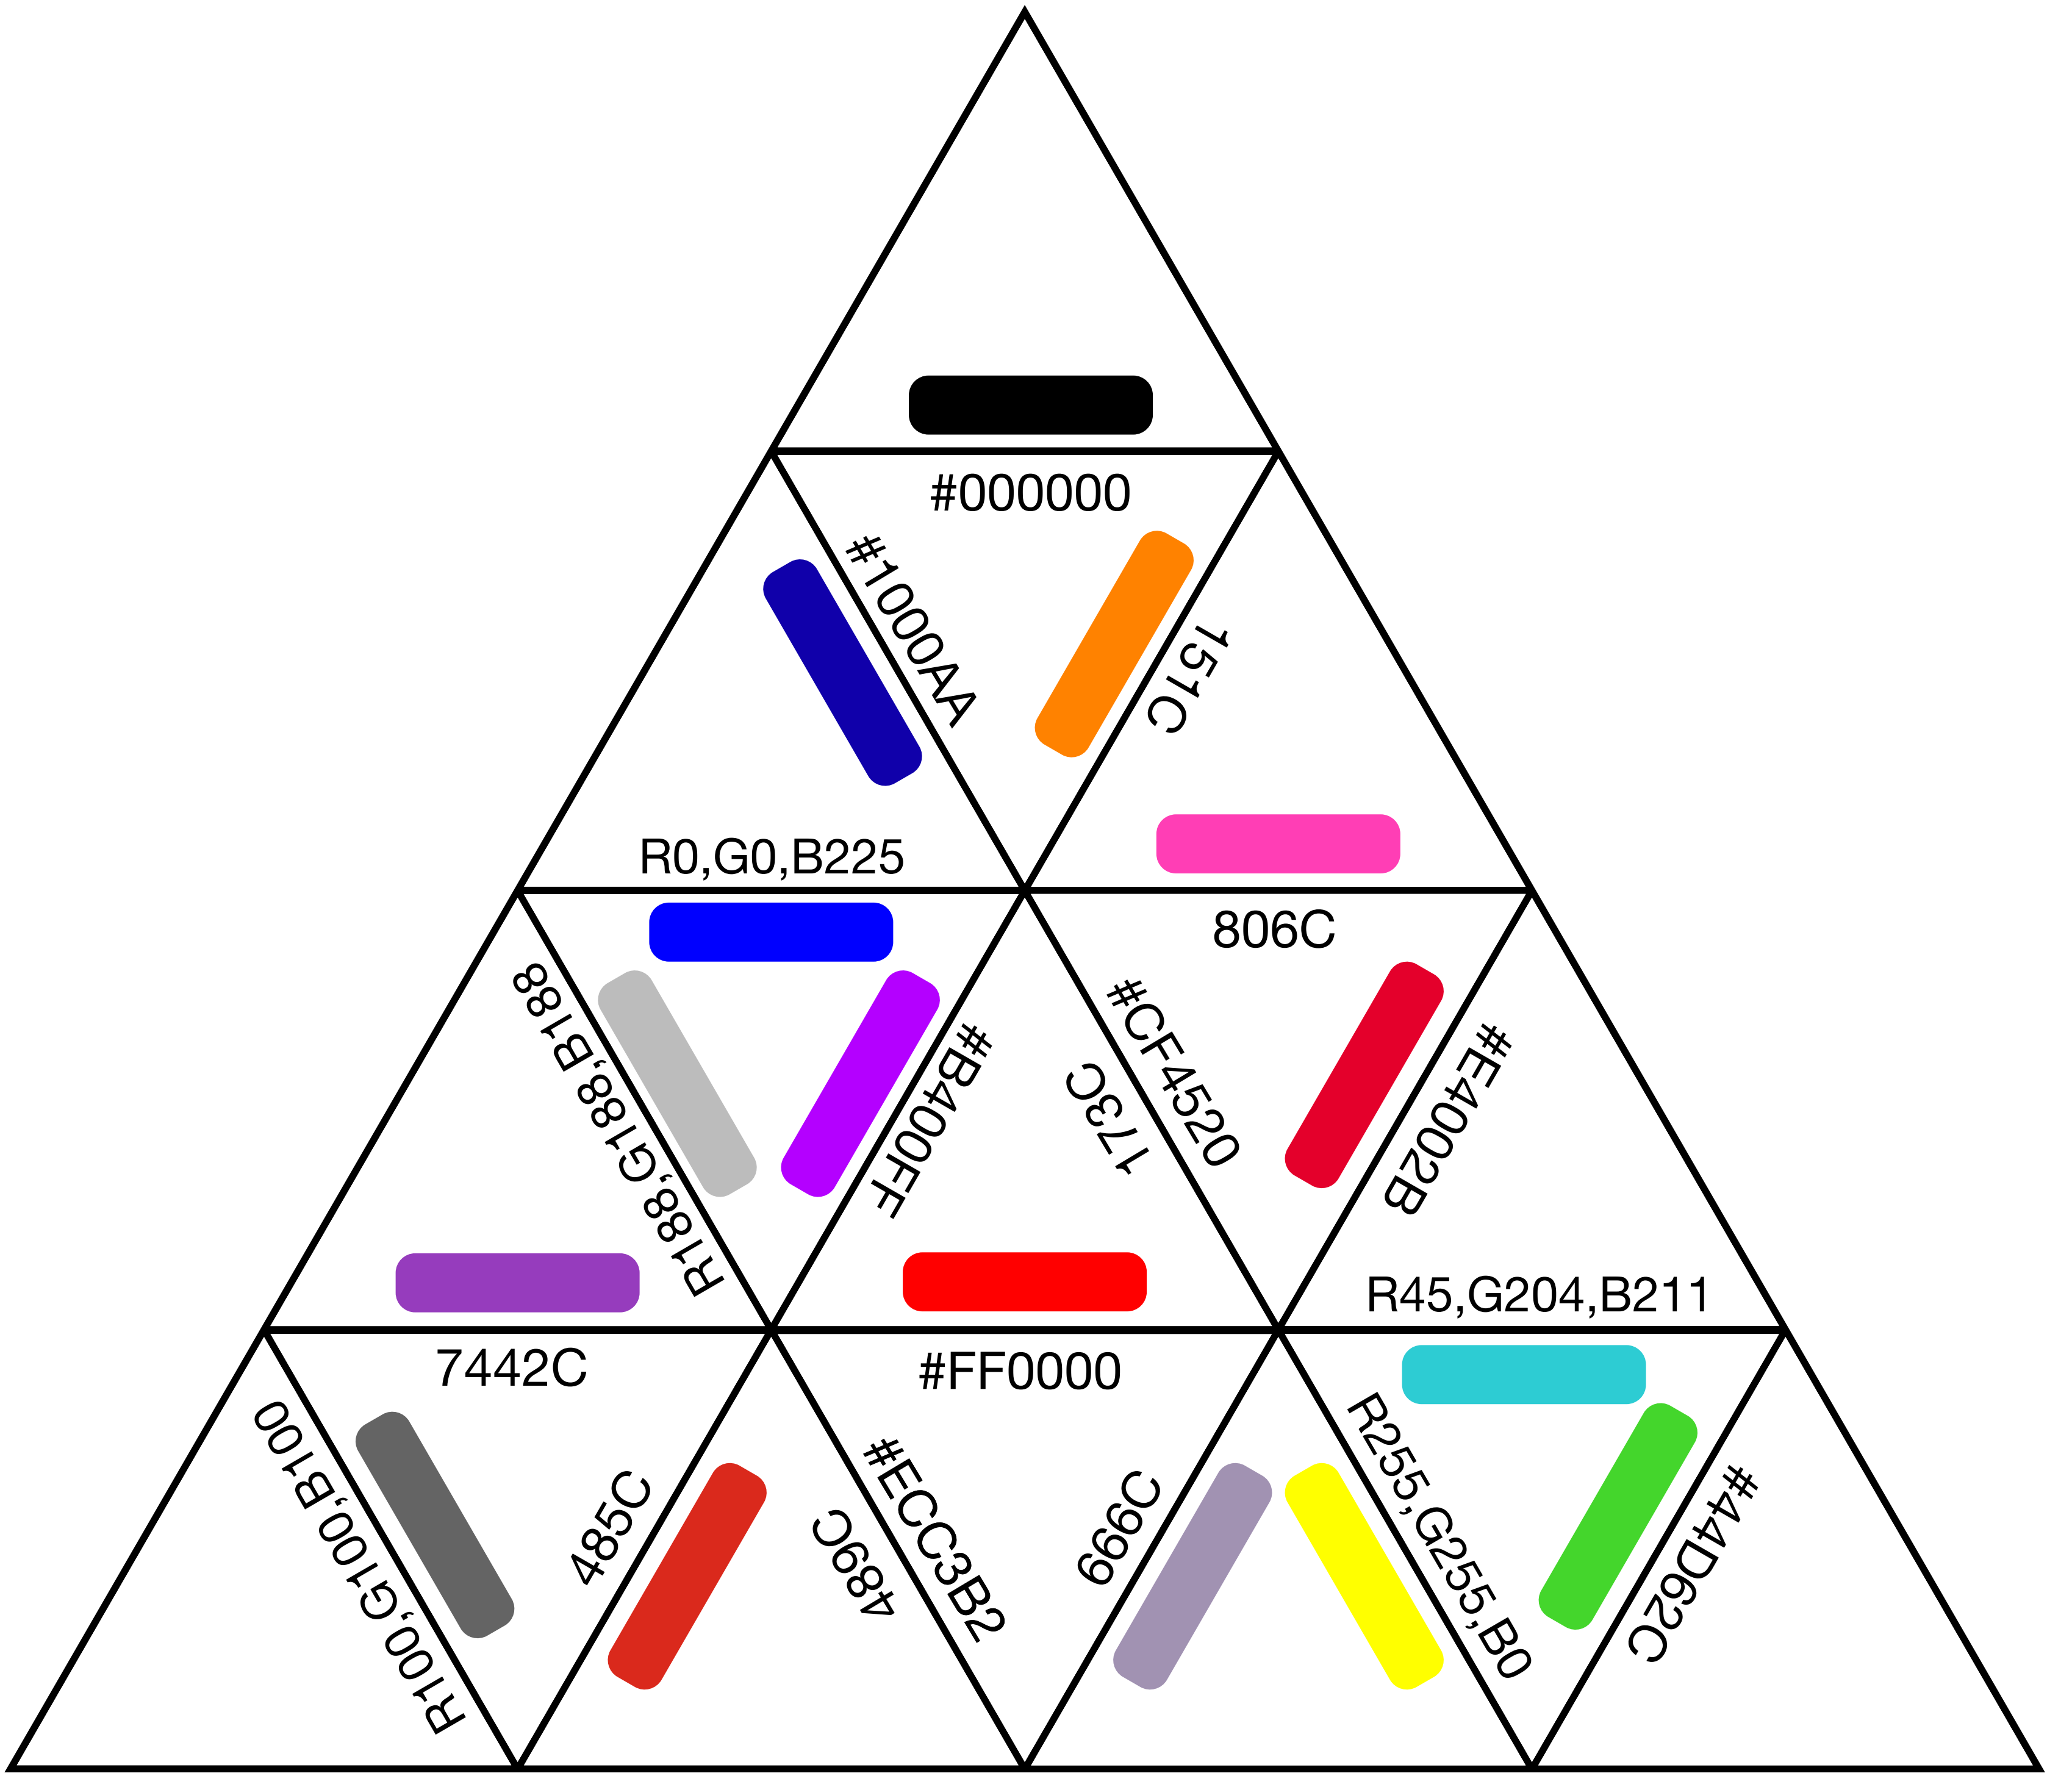 #000000
#1000AA
151C
R0,G0,B225
806C
R188,G188,B188
#B400FF
#CF4520
173C
#E4002B
R45,G204,B211
7442C
#FF0000
R100,G100,B100
485C
#ECC3B2
486C
666C
R255,G255,B0
#44D62C